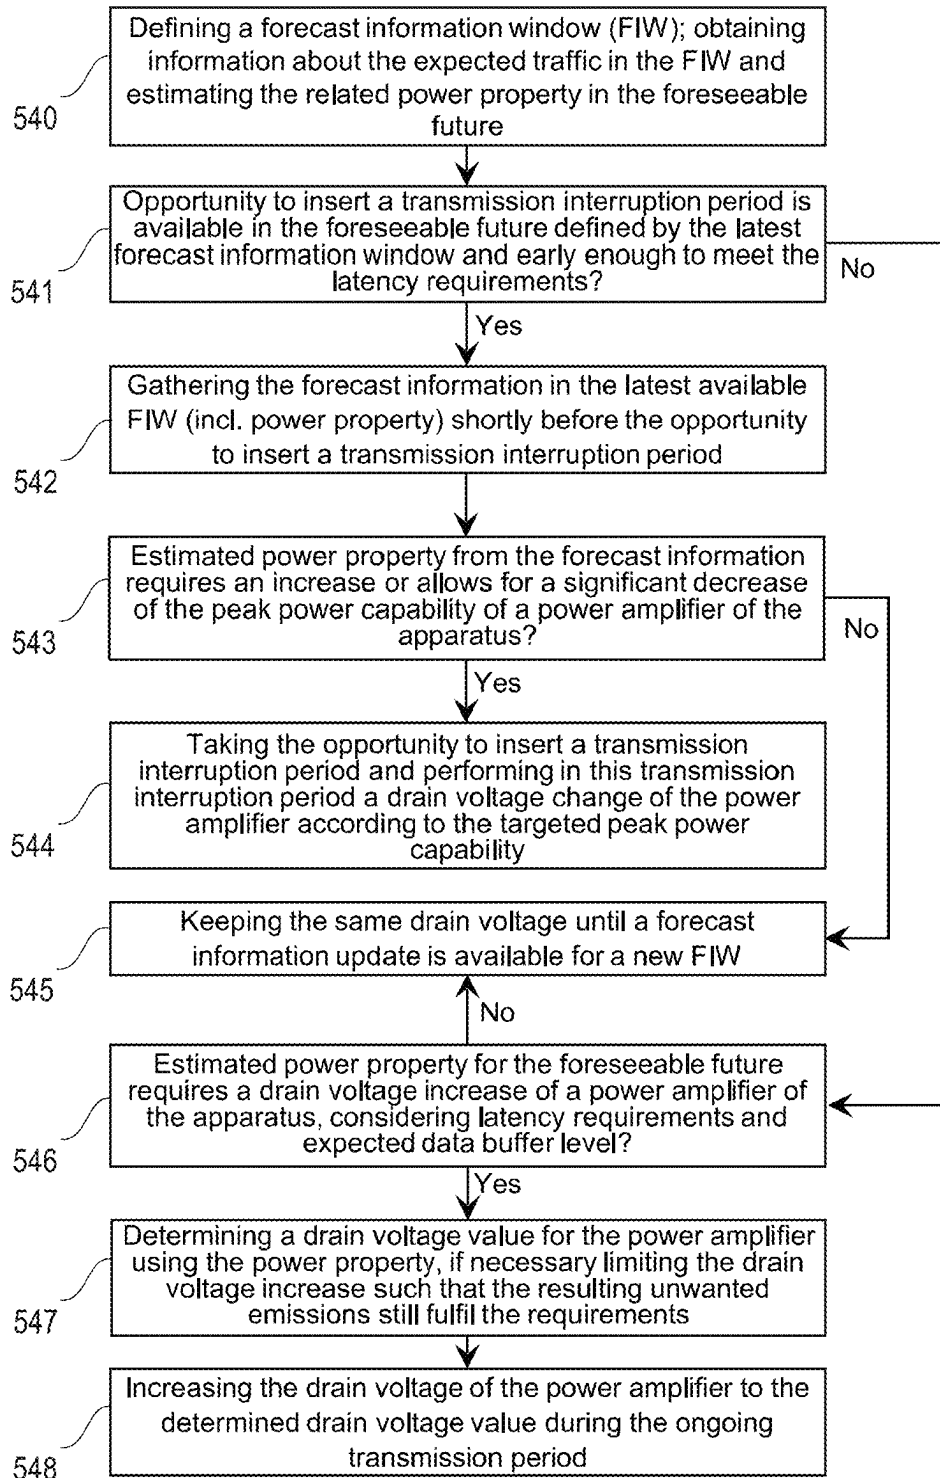 Defining a forecast information window (FIW); obtaining
information about the expected traffic in the FIW and
estimating the related power property in the foreseeable
future
540
Opportunity to insert a transmission interruption period is
available in the foreseeable future defined by the latest
forecast information window and early enough to meet the
latency requirements?
541
No
Yes
Gathering the forecast information in the latest available
FIW (incl. power property) shortly before the opportunity
to insert a transmission interruption period
542
Estimated power property from the forecast information
requires an increase or allows for a significant decrease
of the peak power capability of a power amplifier of the
apparatus?
543
No
Yes
Taking the opportunity to insert a transmission
interruption period and performing in this transmission
interruption period a drain voltage change of the power
amplifier according to the targeted peak power
capability
544
Keeping the same drain voltage until a forecast
information update is available for a new FIW
545
No
Estimated power property for the foreseeable future
requires a drain voltage increase of a power amplifier of
the apparatus, considering latency requirements and
expected data buffer level?
546
Yes
Determining a drain voltage value for the power amplifier
using the power property, if necessary limiting the drain
voltage increase such that the resulting unwanted
emissions still fulfil the requirements
547
Increasing the drain voltage of the power amplifier to the
determined drain voltage value during the ongoing
transmission period
548